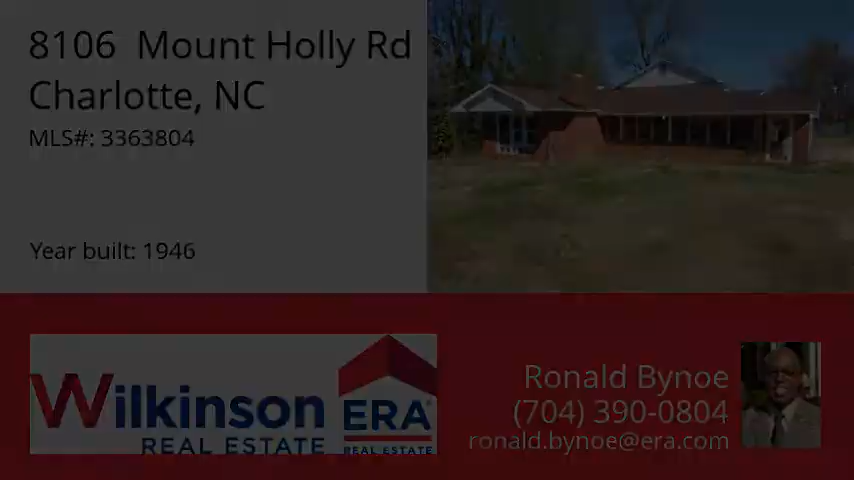 8106 Mount Holly Rd
Charlotte, NC
MLS#: 3363804
Year built: 1946
Wilkinson
REAL ESTATE
ERA
REAL ESTATE
Ronald Bynoe
(704) 390-0804
ronald.bynoe@era.com